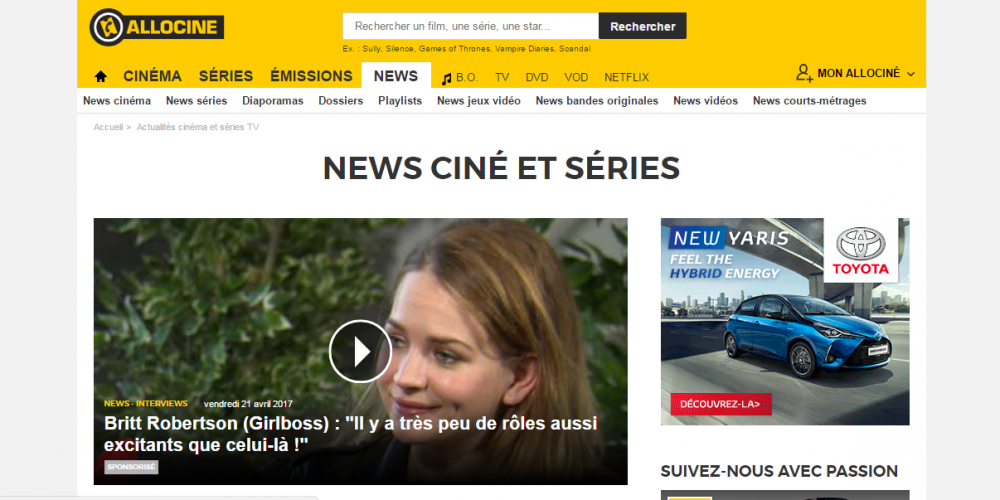 ALLOCINE
Rechercher un film, une série, une star...
Rechercher
Ex. : Sully, Silence, Games of Thrones, Vampire Diaries, Scandal
CINÉMA SÉRIES ÉMISSIONS NEWS B.O. TV DVD VOD NETFLIX
MON ALLOCINÉ
News cinéma News séries Diaporamas Dossiers Playlists News jeux vidéo News bandes originales News vidéos News courts-métrages
Accueil > Actualités cinéma et séries TV
NEWS CINÉ ET SÉRIES
NEWS - INTERVIEWS vendredi 21 avril 2017
Britt Robertson (Girlboss) : "Il y a très peu de rôles aussi
excitants que celui-là !"
SPONSORISÉ
NEW YARIS
FEEL THE
HYBRID ENERGY
TOYOTA
DÉCOUVREZ-LA>
SUIVEZ-NOUS AVEC PASSION